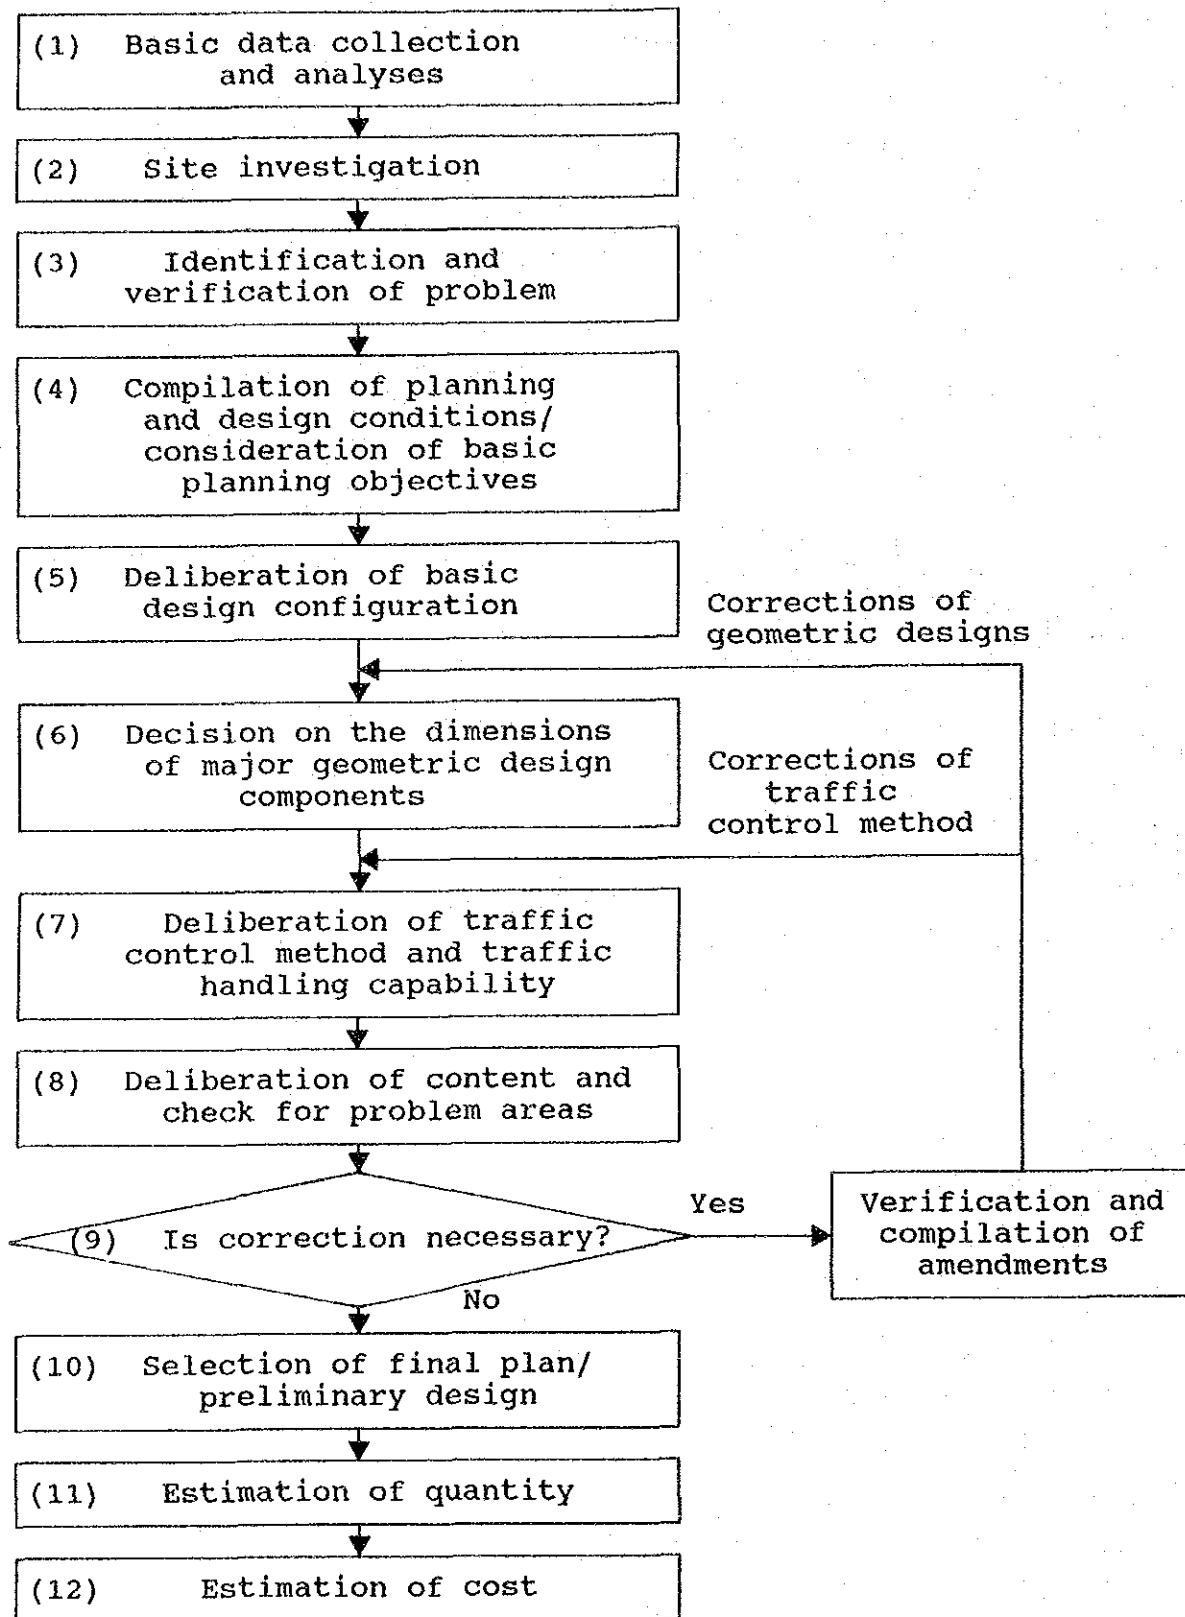 (1) Basic data collection
and analyses
(2) Site investigation
(3) Identification and
verification of problem
(4) Compilation of planning
and design conditions/
consideration of basic
planning objectives
(5) Deliberation of basic
design configuration
Corrections of
geometric designs
(6) Decision on the dimensions
of major geometric design
components
Corrections of
traffic
control method
(7) Deliberation of traffic
control method and traffic
handling capability
(8) Deliberation of content and
check for problem areas
(9) Is correction necessary?
Yes
Verification and
compilation of
amendments
No
(10) Selection of final plan/
preliminary design
(11) Estimation of quantity
(12) Estimation of cost